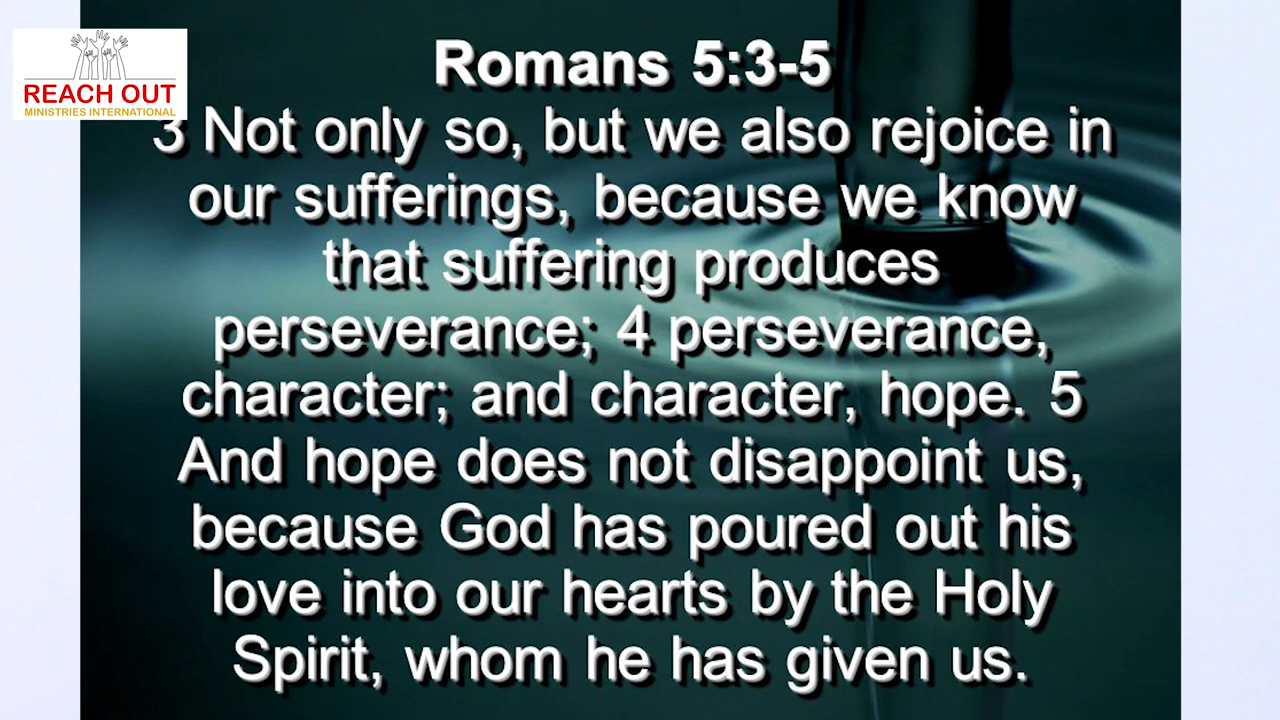 REACH OUT
MINISTRIES INTERNATIONAL
Romans 5:3-5
3 Not only so, but we also rejoice in
our sufferings, because we know
that suffering produces
perseverance; 4 perseverance,
character; and character, hope. 5
And hope does not disappoint us,
because God has poured out his
love into our hearts by the Holy
Spirit, whom he has given us.